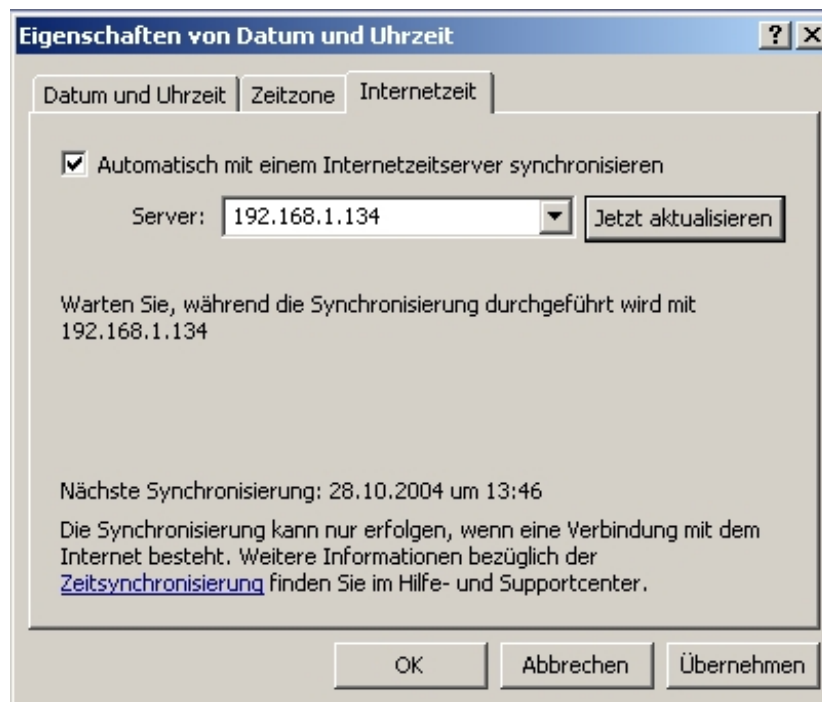 Eigenschaften von Datum und Uhrzeit
Datum und Uhrzeit Zeitzone Internetzeit
Automatisch mit einem Internetzeitserver synchronisieren
Server: 192.168.1.134 Jetzt aktualisieren
Warten Sie, während die Synchronisierung durchgeführt wird mit
192.168.1.134
Nächste Synchronisierung: 28.10.2004 um 13:46
Die Synchronisierung kann nur erfolgen, wenn eine Verbindung mit dem
Internet besteht. Weitere Informationen bezüglich der
Zeitsynchronisierung finden Sie im Hilfe- und Supportcenter.
OK Abbrechen Übernehmen